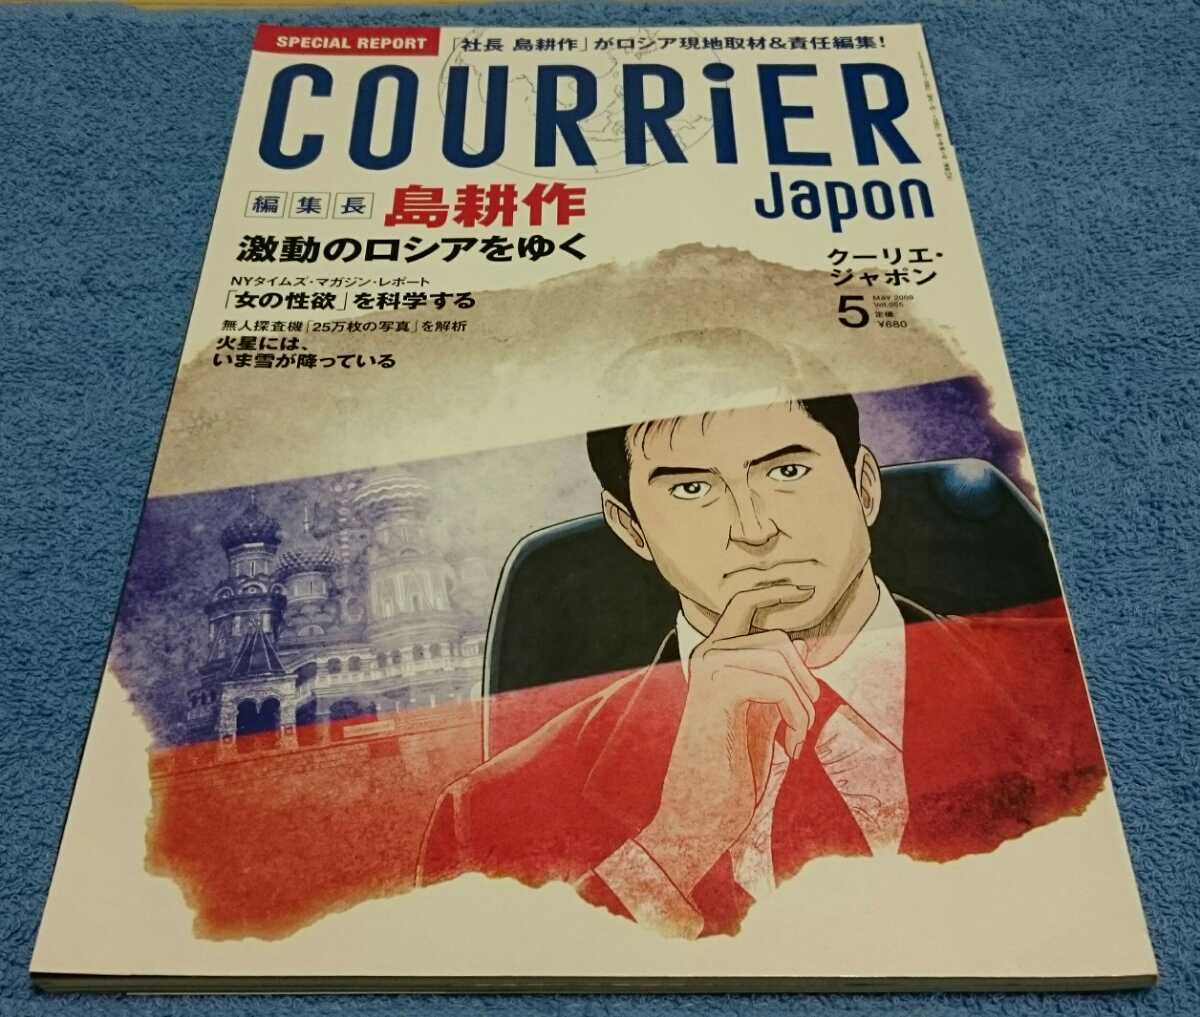 SPECIAL REPORT
「社長 島耕作」がロシア現地取材&責任編集!
COURRiER
Japon
クーリエ・
ジャポン
5
MAY 2009
Vol.055
定価
¥680
編集長 島耕作
激動のロシアをゆく
NYタイムズ・マガジン・レポート
「女の性欲」を科学する
無人探査機「25万枚の写真」を解析
火星には、
いま雪が降っている